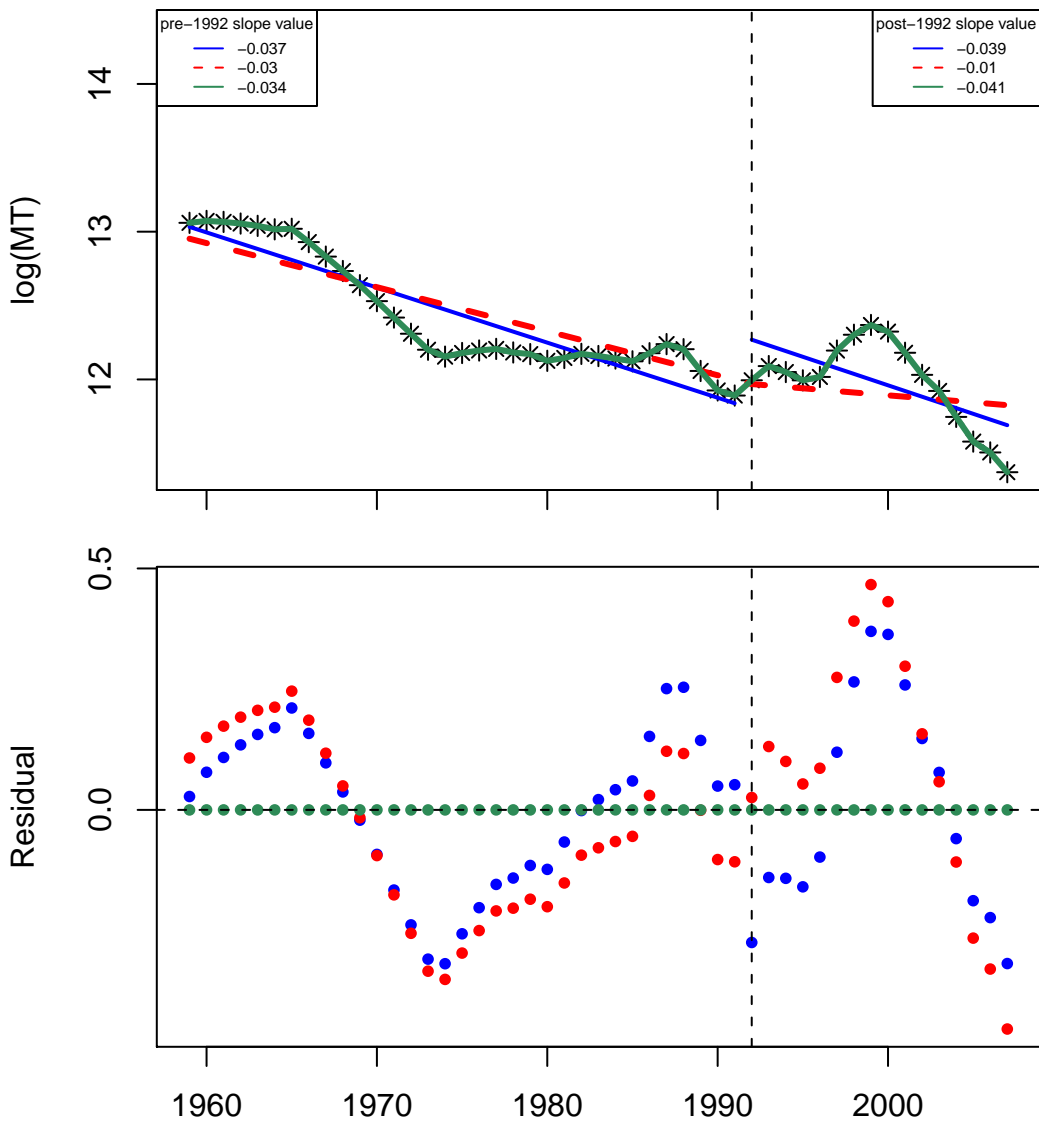 pre−1992 slope value
−0.037
−0.03
−0.034
post−1992 slope value
−0.039
−0.01
−0.041
log(MT)
14
13
12
Residual
0.5
0.0
1960 1970 1980 1990 2000